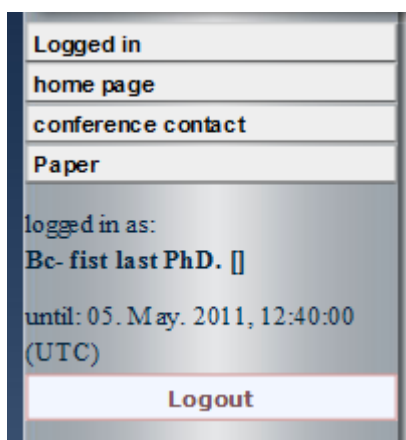 Logged in
home page
conference contact
Paper
logged in as:
Bc- fist last PhD. []
until: 05. May. 2011, 12:40:00
(UTC)
Logout